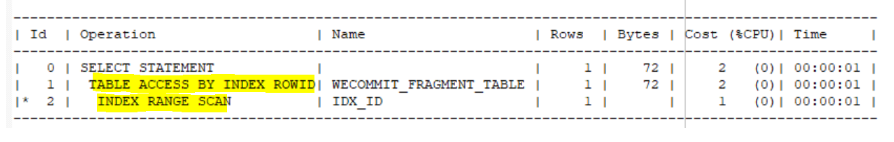 | Id | Operation | Name | Rows | Bytes | Cost (%CPU)| Time |
| 0 | SELECT STATEMENT | | 1 | 72 | 2 (0)| 00:00:01 |
| 1 | TABLE ACCESS BY INDEX ROWID| WECOMMIT_FRAGMENT_TABLE | 1 | 72 | 2 (0)| 00:00:01 |
|* 2 | INDEX RANGE SCAN | IDX_ID | 1 | | 1 (0)| 00:00:01 |